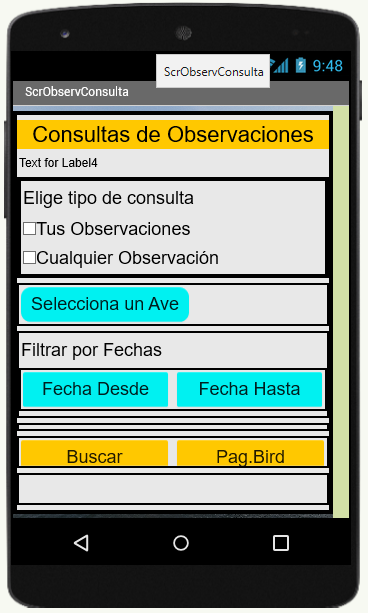 ScrObservConsulta
9:48
ScrObservConsulta
Consultas de Observaciones
Text for Label4
Elige tipo de consulta
Tus Observaciones
Cualquier Observación
Selecciona un Ave
Filtrar por Fechas
Fecha Desde Fecha Hasta
Buscar Pag.Bird